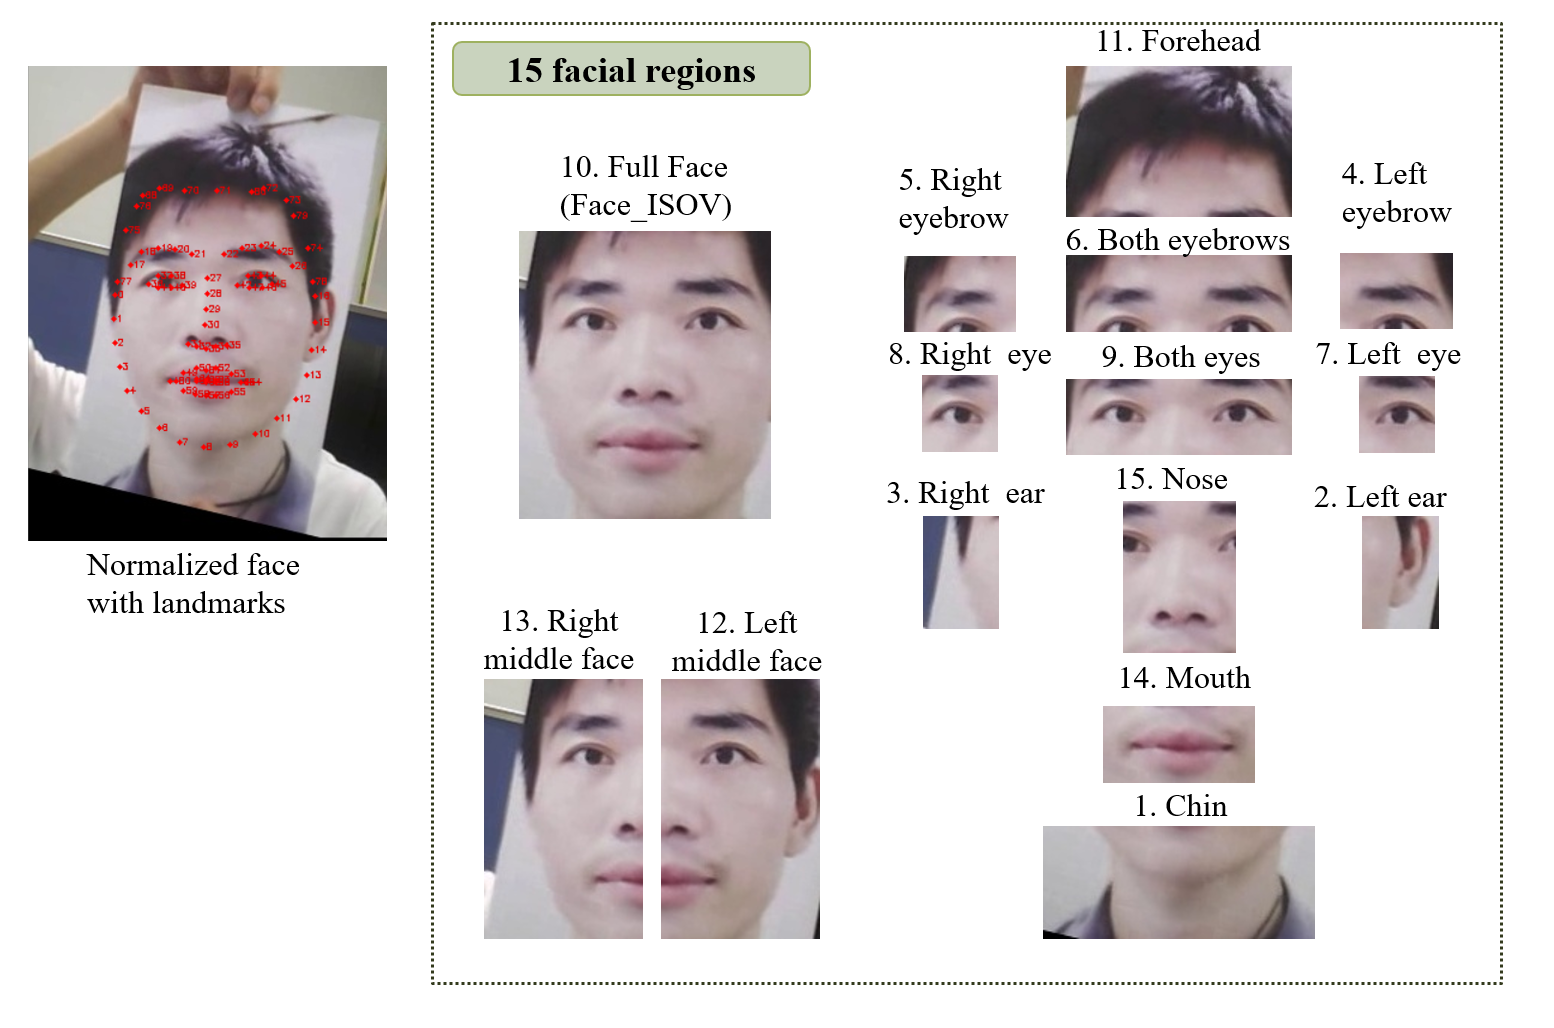 15 facial regions
11. Forehead
10. Full Face
(Face_ISOV)
5. Right
eyebrow
4. Left
eyebrow
6. Both eyebrows
8. Right  eye
9. Both eyes
7. Left  eye
3. Right  ear
15. Nose
2. Left ear
Normalized face
with landmarks
13. Right
middle face
12. Left
middle face
14. Mouth
1. Chin